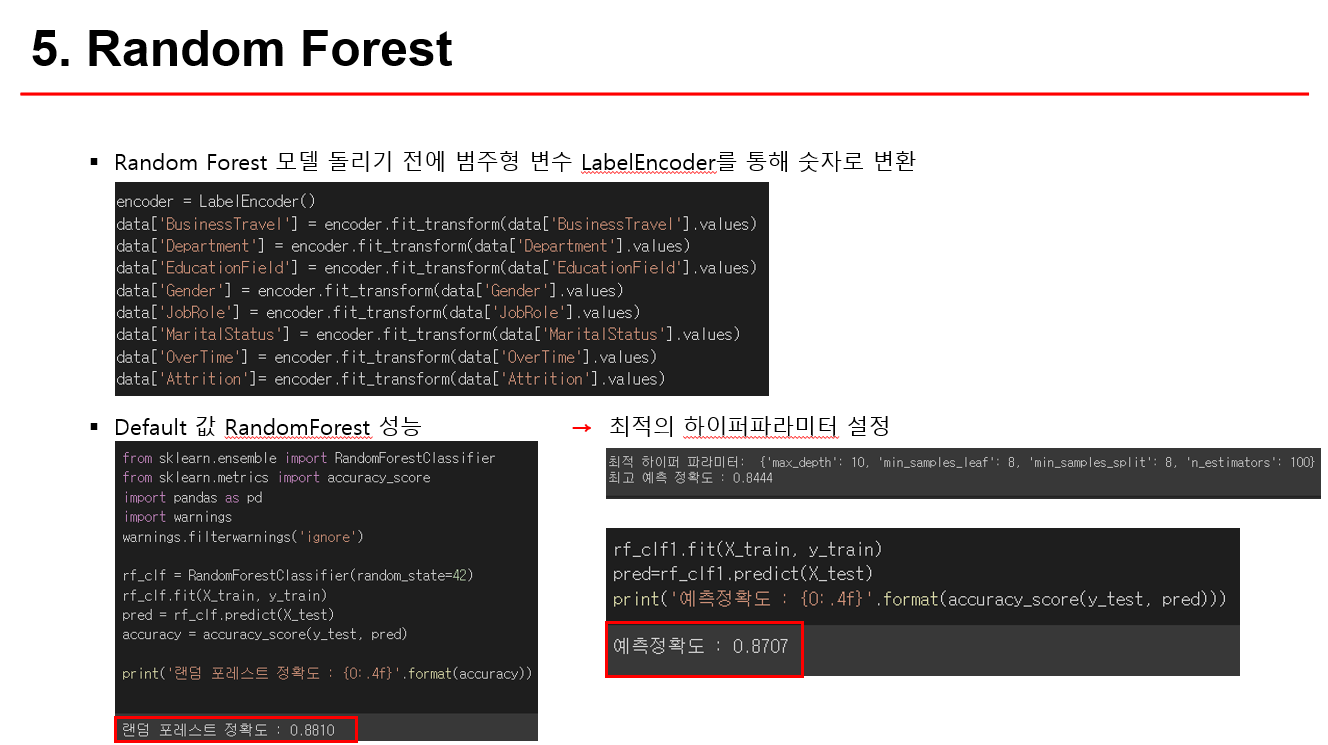 5. Random Forest
▪ Random Forest 모델 돌리기 전에 범주형 변수 LabelEncoder를 통해 숫자로 변환
encoder = LabelEncoder()
data['BusinessTravel'] = encoder.fit_transform(data['BusinessTravel'].values)
data['Department'] = encoder.fit_transform(data['Department'].values)
data['EducationField'] = encoder.fit_transform(data['EducationField'].values)
data['Gender'] = encoder.fit_transform(data['Gender'].values)
data['JobRole'] = encoder.fit_transform(data['JobRole'].values)
data['MaritalStatus'] = encoder.fit_transform(data['MaritalStatus'].values)
data['OverTime'] = encoder.fit_transform(data['OverTime'].values)
data['Attrition']= encoder.fit_transform(data['Attrition'].values)
▪ Default 값 RandomForest 성능
from sklearn.ensemble import RandomForestClassifier
from sklearn.metrics import accuracy_score
import pandas as pd
import warnings
warnings.filterwarnings('ignore')
rf_clf = RandomForestClassifier(random_state=42)
rf_clf.fit(X_train, y_train)
pred = rf_clf.predict(X_test)
accuracy = accuracy_score(y_test, pred)
print('랜덤 포레스트 정확도 : {0:.4f}'.format(accuracy))
랜덤 포레스트 정확도 : 0.8810
→ 최적의 하이퍼파라미터 설정
최적 하이퍼 파라미터: {'max_depth': 10, 'min_samples_leaf': 8, 'min_samples_split': 8, 'n_estimators': 100}
최고 예측 정확도 : 0.8444
rf_clf1.fit(X_train, y_train)
pred=rf_clf1.predict(X_test)
print('예측정확도 : {0:.4f}'.format(accuracy_score(y_test, pred)))
예측정확도 : 0.8707